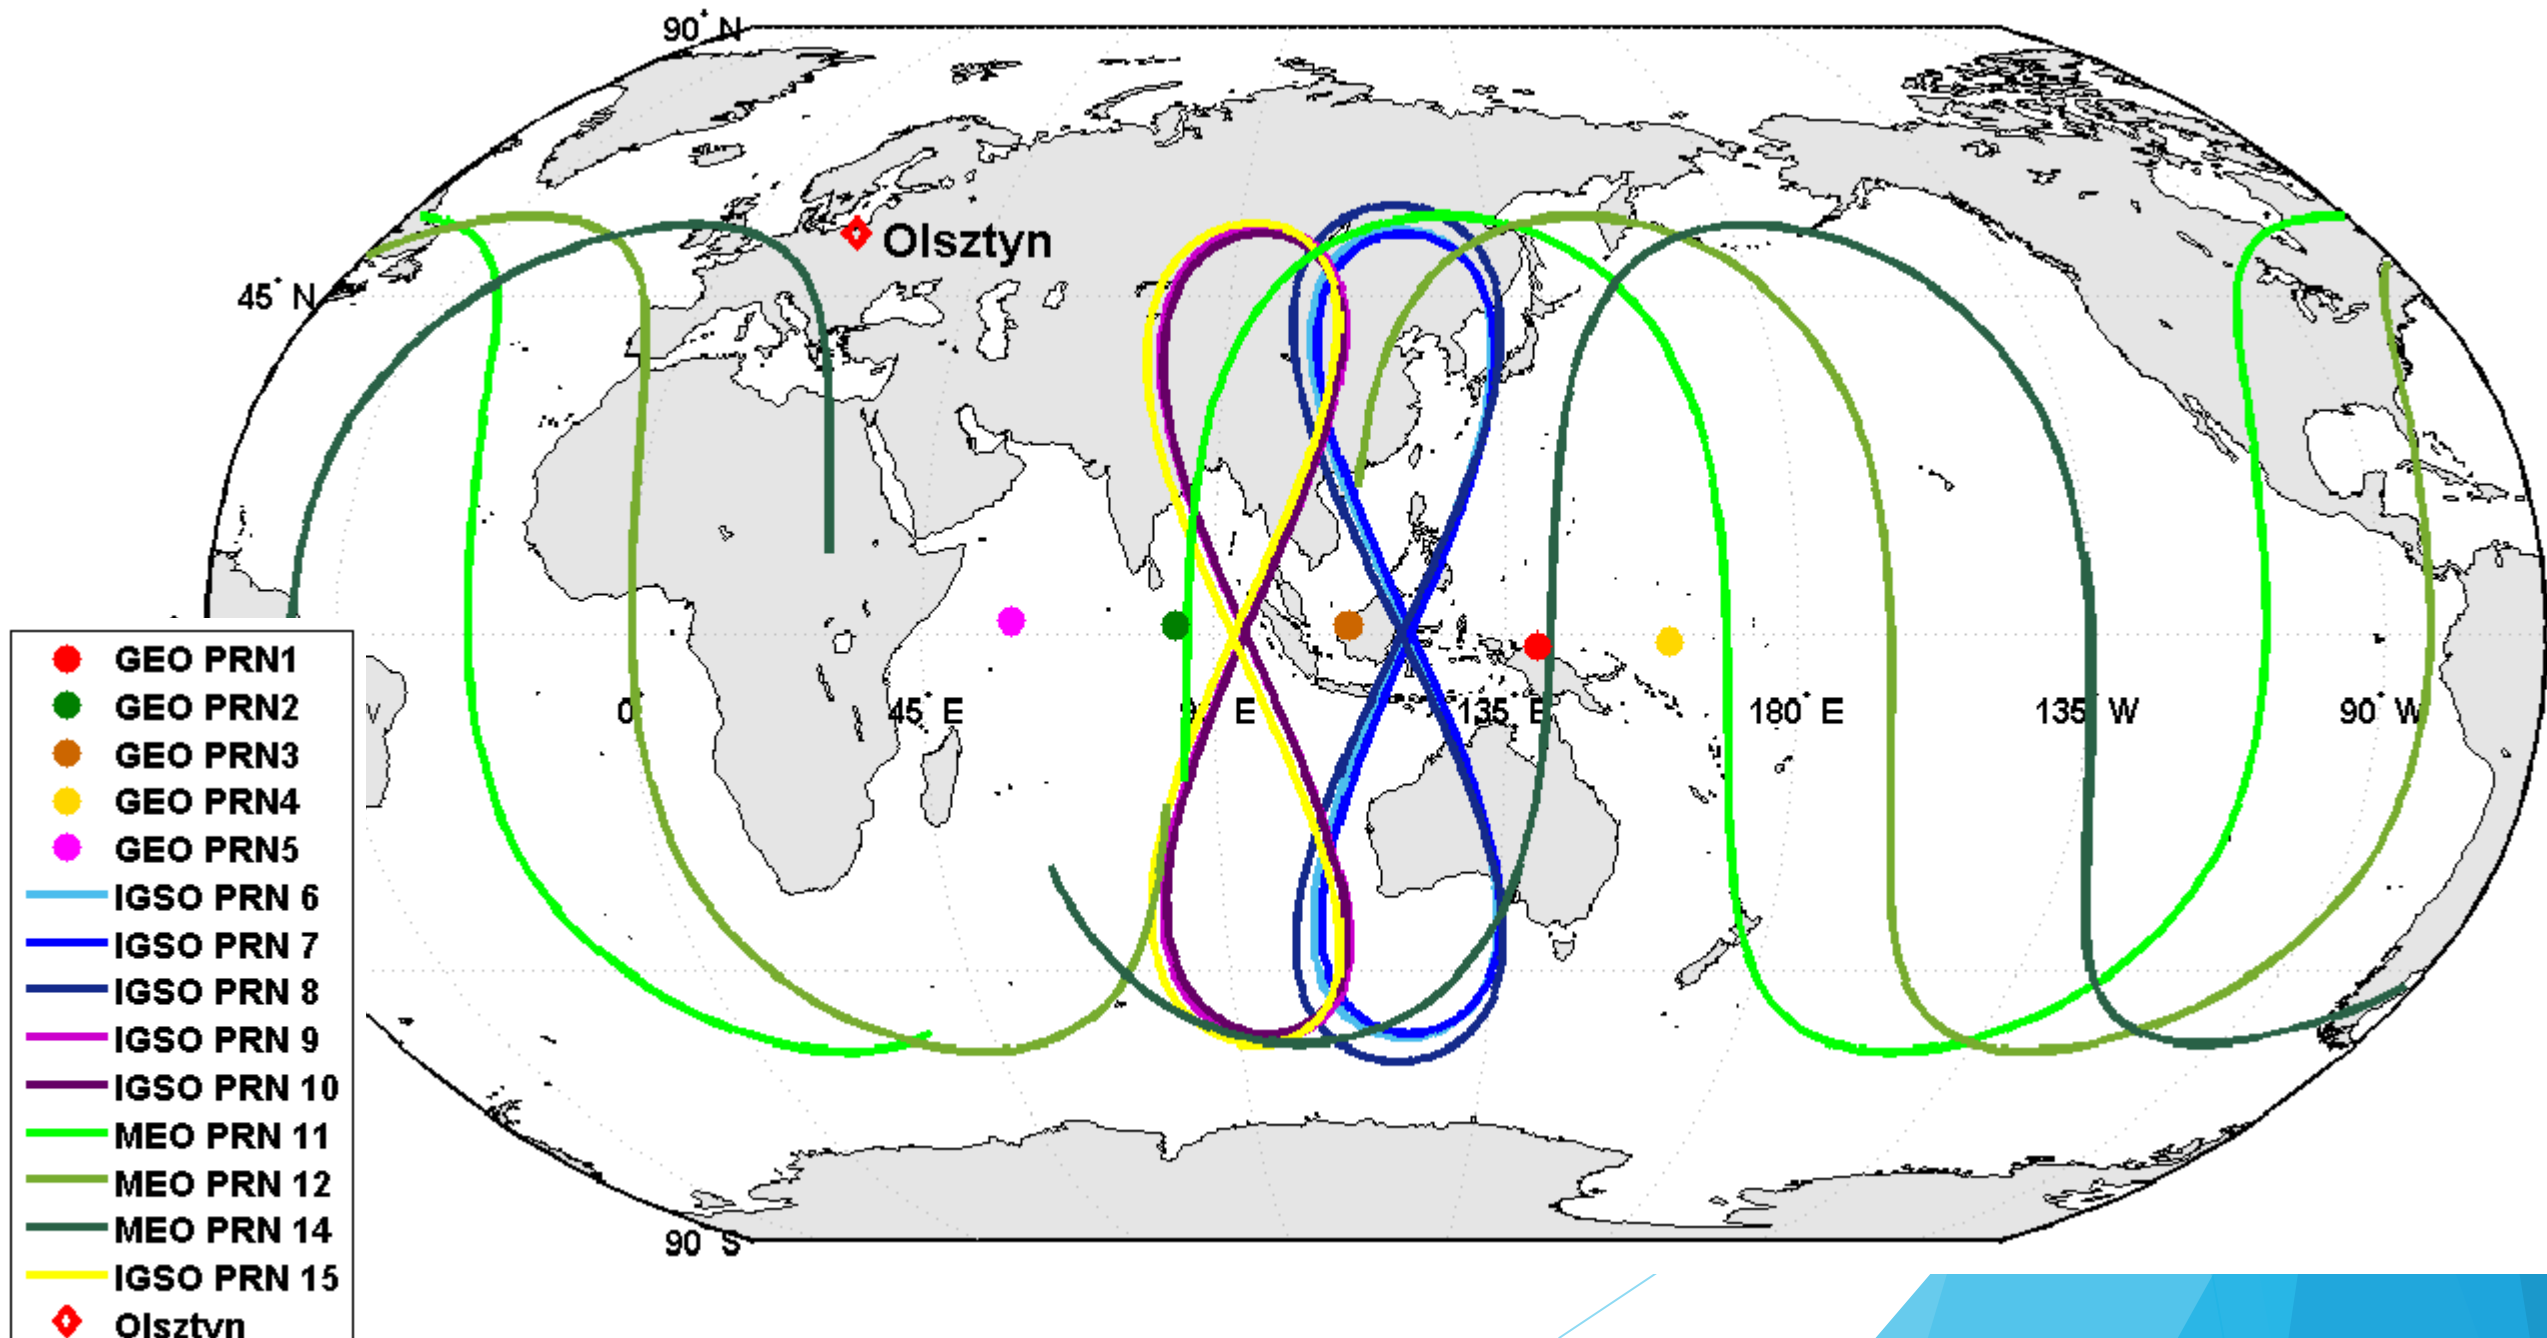 90° N
Olsztyn
45° N
GEO PRN1
GEO PRN2
GEO PRN3
GEO PRN4
GEO PRN5
IGSO PRN 6
IGSO PRN 7
IGSO PRN 8
IGSO PRN 9
IGSO PRN 10
MEO PRN 11
MEO PRN 12
MEO PRN 14
IGSO PRN 15
Olsztyn
45° E
E
135° E
180° E
135° W
90° W
90° S